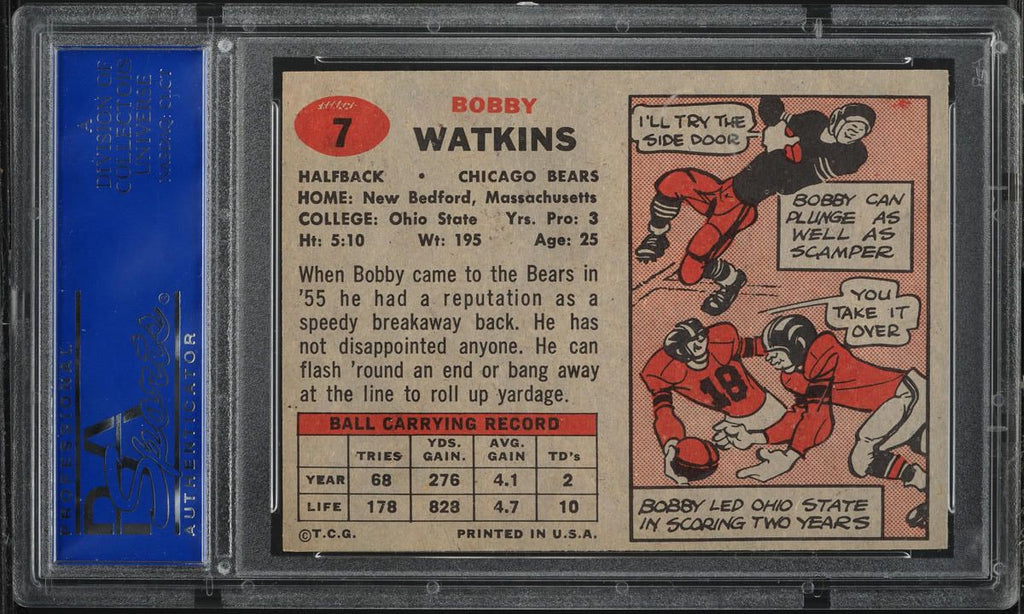 A
DIVISION OF
COLLECTORS
UNIVERSE
NASDAQ: CLCT
PROFESSIONAL
PSA
AUTHENTICATOR
7
BOBBY
WATKINS
HALFBACK • CHICAGO BEARS
HOME: New Bedford, Massachusetts
COLLEGE: Ohio State Yrs. Pro: 3
Ht: 5:10 Wt: 195 Age: 25
When Bobby came to the Bears in
'55 he had a reputation as a
speedy breakaway back. He has
not disappointed anyone. He can
flash 'round an end or bang away
at the line to roll up yardage.
BALL CARRYING RECORD
TRIES YDS. GAIN. AVG. GAIN TD's
YEAR 68 276 4.1 2
LIFE 178 828 4.7 10
©T.C.G. PRINTED IN U.S.A.
I'LL TRY THE
SIDE DOOR
BOBBY CAN
PLUNGE AS
WELL AS
SCAMPER
YOU
TAKE IT
OVER
18
BOBBY LED OHIO STATE
IN SCORING TWO YEARS